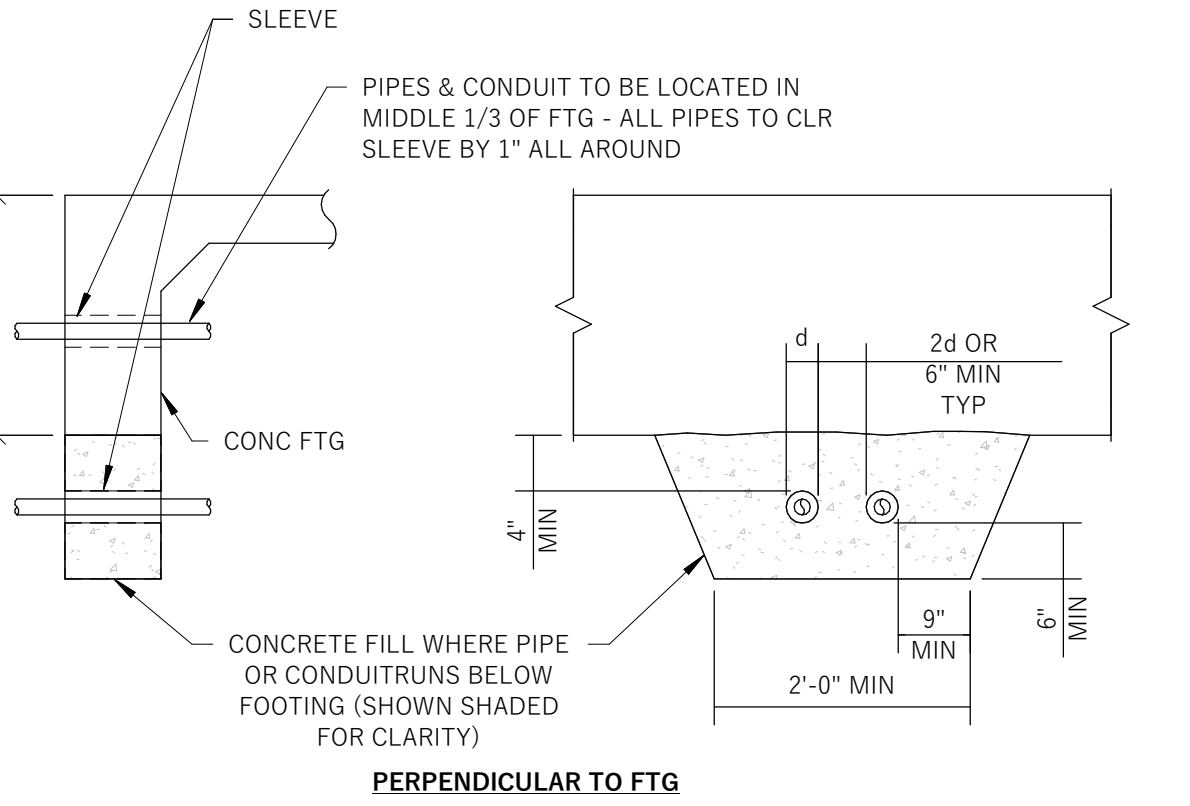 SLEEVE
PIPES & CONDUIT TO BE LOCATED IN
MIDDLE 1/3 OF FTG - ALL PIPES TO CLR
SLEEVE BY 1" ALL AROUND
d
2d OR
6" MIN
TYP
CONC FTG
4"
MIN
9"
MIN
6"
MIN
2'-0" MIN
CONCRETE FILL WHERE PIPE
OR CONDUITRUNS BELOW
FOOTING (SHOWN SHADED
FOR CLARITY)
PERPENDICULAR TO FTG